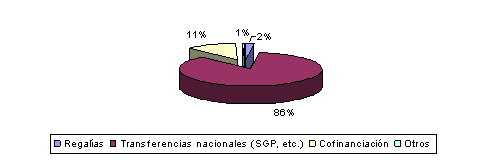 1% 2%
11%
86%
Regalías Transferencias nacionales (SGP, etc.) Cofinanciación Otros